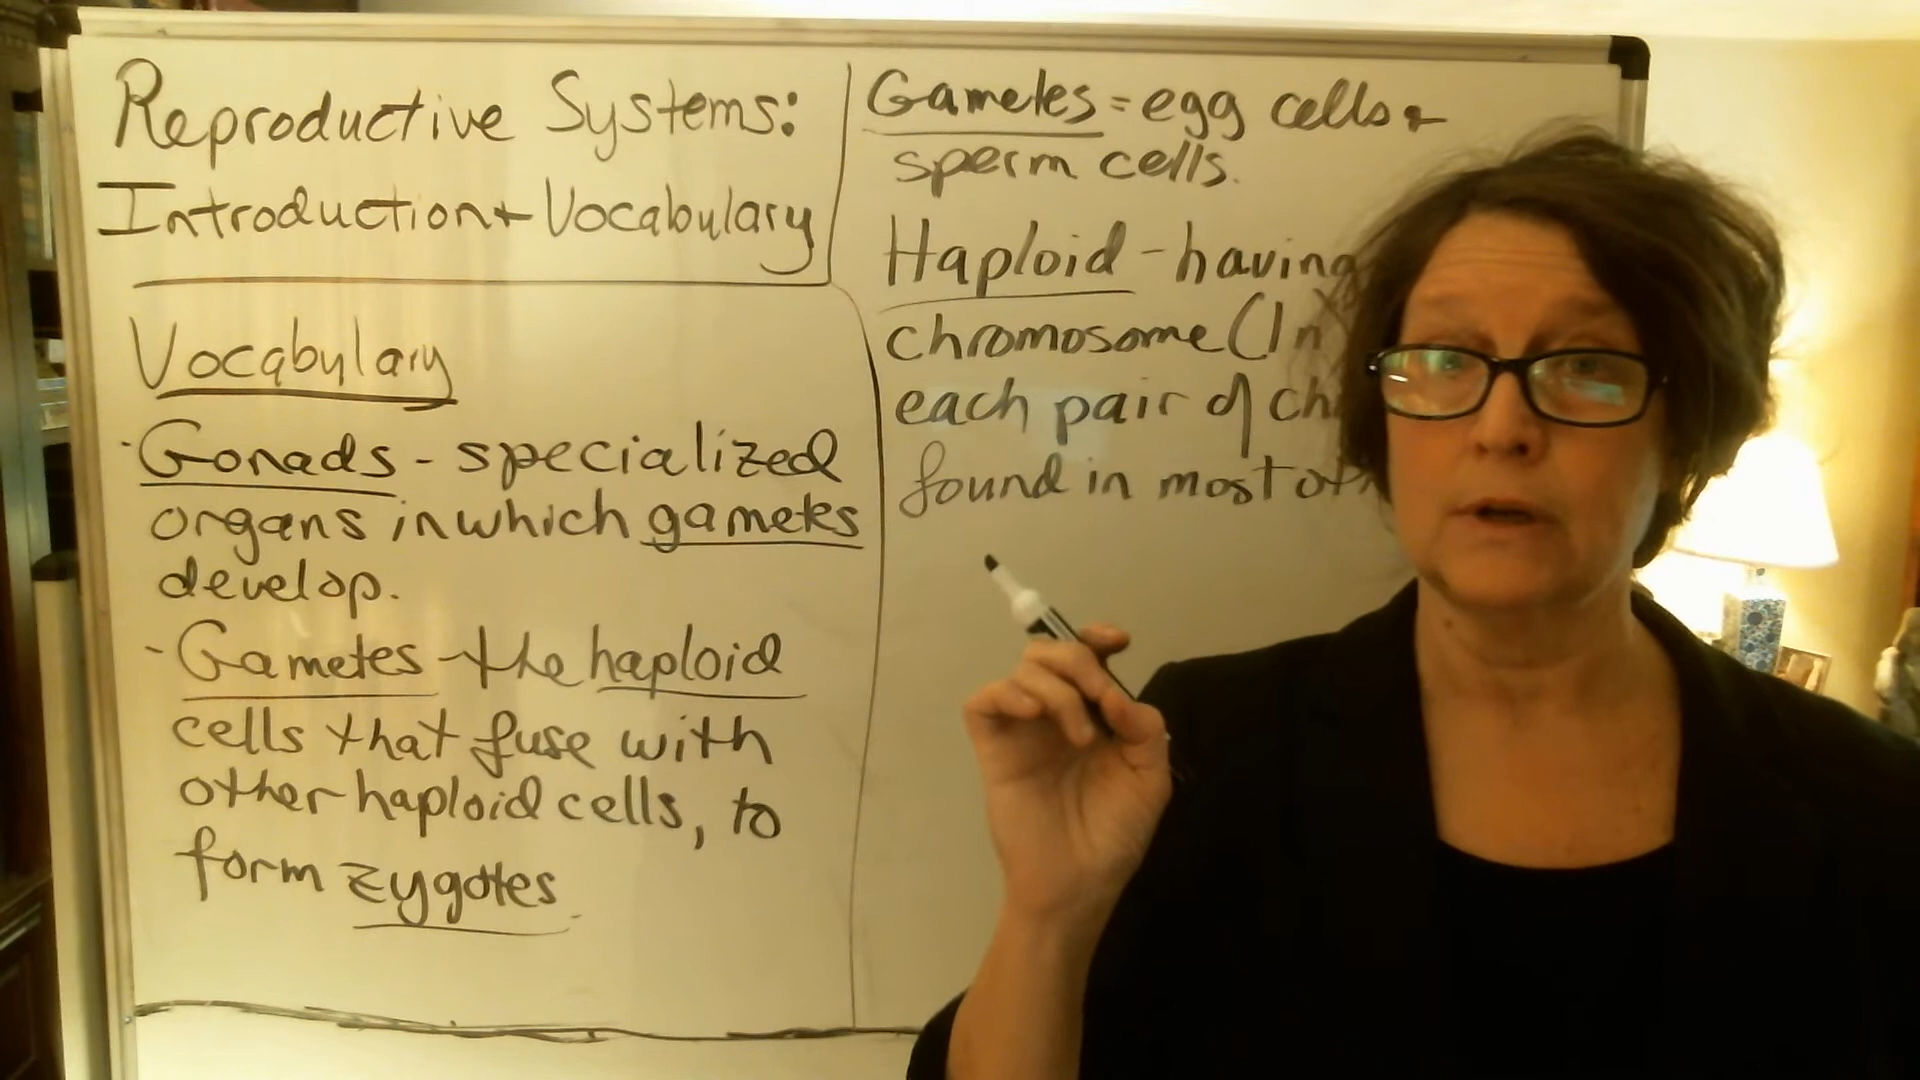 Reproductive Systems:
Introduction + Vocabulary
Vocabulary
· Gonads - specialized
organs in which gametes
develop.
- Gametes - the haploid
cells that fuse with
other haploid cells, to
form zygotes.
Gametes = egg cells +
sperm cells.
Haploid - having
chromosome (1n
each pair of
found in most